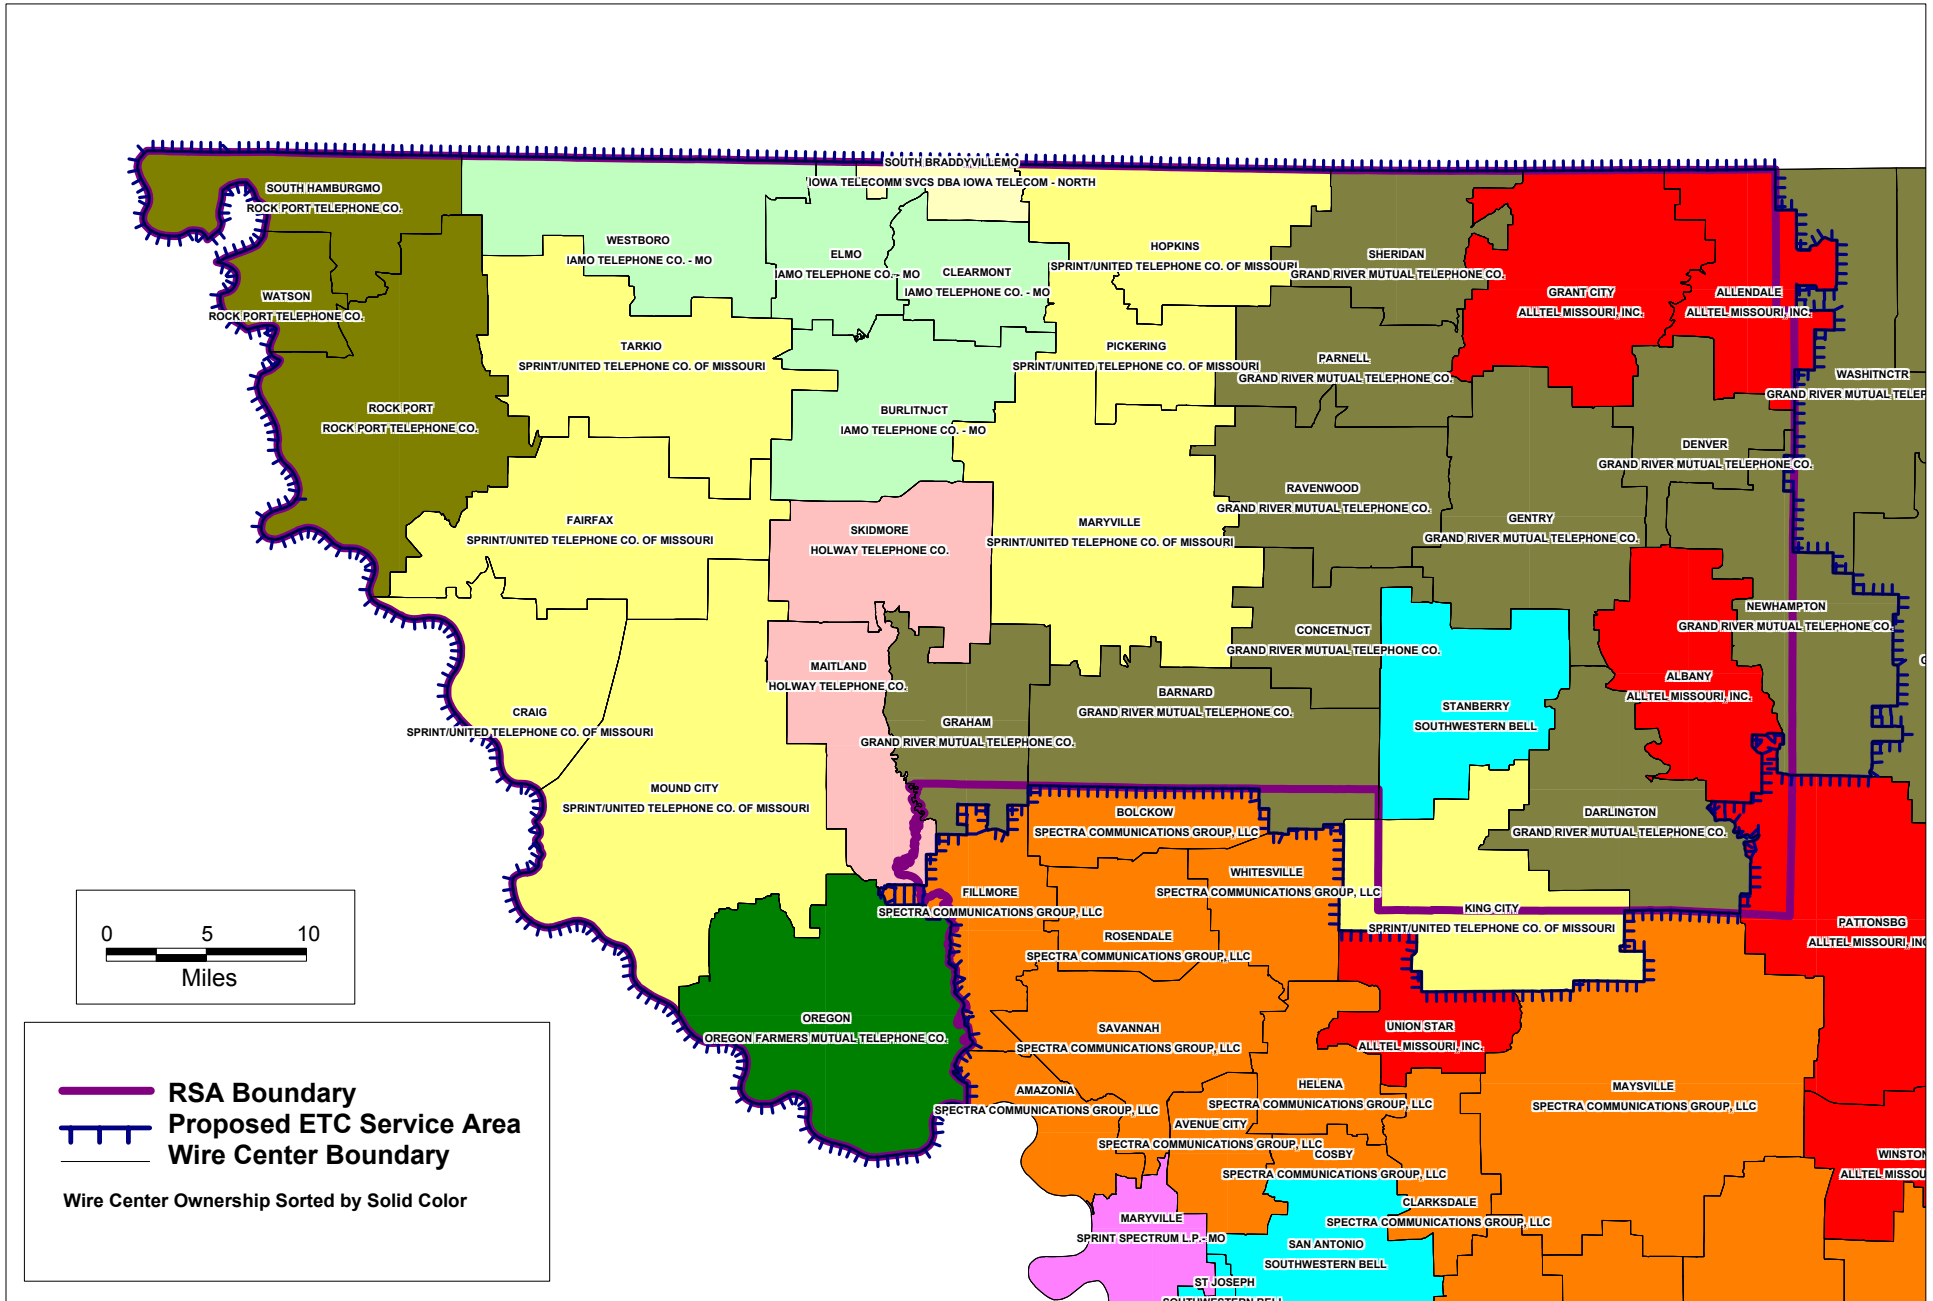 SOUTH BRADDYVILLEMO
IOWA TELECOMM SVCS DBA IOWA TELECOM - NORTH
SOUTH HAMBURGMO
ROCK PORT TELEPHONE CO.
WESTBORO
IAMO TELEPHONE CO. - MO
ELMO
IAMO TELEPHONE CO. - MO
CLEARMONT
IAMO TELEPHONE CO. - MO
HOPKINS
SPRINT/UNITED TELEPHONE CO. OF MISSOURI
SHERIDAN
GRAND RIVER MUTUAL TELEPHONE CO.
GRANT CITY
ALLTEL MISSOURI, INC.
ALLENDALE
ALLTEL MISSOURI, INC.
WATSON
ROCK PORT TELEPHONE CO.
TARKIO
SPRINT/UNITED TELEPHONE CO. OF MISSOURI
PICKERING
SPRINT/UNITED TELEPHONE CO. OF MISSOURI
PARNELL
GRAND RIVER MUTUAL TELEPHONE CO.
WASHITNCTR
GRAND RIVER MUTUAL TELEP
ROCK PORT
ROCK PORT TELEPHONE CO.
BURLITNJCT
IAMO TELEPHONE CO. - MO
DENVER
GRAND RIVER MUTUAL TELEPHONE CO.
RAVENWOOD
GRAND RIVER MUTUAL TELEPHONE CO.
FAIRFAX
SPRINT/UNITED TELEPHONE CO. OF MISSOURI
SKIDMORE
HOLWAY TELEPHONE CO.
MARYVILLE
SPRINT/UNITED TELEPHONE CO. OF MISSOURI
GENTRY
GRAND RIVER MUTUAL TELEPHONE CO.
NEWHAMPTON
GRAND RIVER MUTUAL TELEPHONE CO.
CONCETNJCT
GRAND RIVER MUTUAL TELEPHONE CO.
MAITLAND
HOLWAY TELEPHONE CO.
ALBANY
ALLTEL MISSOURI, INC.
BARNARD
GRAND RIVER MUTUAL TELEPHONE CO.
STANBERRY
SOUTHWESTERN BELL
CRAIG
SPRINT/UNITED TELEPHONE CO. OF MISSOURI
GRAHAM
GRAND RIVER MUTUAL TELEPHONE CO.
MOUND CITY
SPRINT/UNITED TELEPHONE CO. OF MISSOURI
BOLCKOW
SPECTRA COMMUNICATIONS GROUP, LLC
DARLINGTON
GRAND RIVER MUTUAL TELEPHONE CO.
WHITESVILLE
SPECTRA COMMUNICATIONS GROUP, LLC
FILLMORE
SPECTRA COMMUNICATIONS GROUP, LLC
KING CITY
SPRINT/UNITED TELEPHONE CO. OF MISSOURI
PATTONSBG
ALLTEL MISSOURI, INC
ROSENDALE
SPECTRA COMMUNICATIONS GROUP, LLC
0 5 10
Miles
OREGON
OREGON FARMERS MUTUAL TELEPHONE CO.
SAVANNAH
SPECTRA COMMUNICATIONS GROUP, LLC
UNION STAR
ALLTEL MISSOURI, INC.
AMAZONIA
SPECTRA COMMUNICATIONS GROUP, LLC
HELENA
SPECTRA COMMUNICATIONS GROUP, LLC
MAYSVILLE
SPECTRA COMMUNICATIONS GROUP, LLC
AVENUE CITY
SPECTRA COMMUNICATIONS GROUP, LLC
COSBY
SPECTRA COMMUNICATIONS GROUP, LLC
WINSTON
ALLTEL MISSOU
CLARKSDALE
SPECTRA COMMUNICATIONS GROUP, LLC
MARYVILLE
SPRINT SPECTRUM L.P. - MO
SAN ANTONIO
SOUTHWESTERN BELL
ST JOSEPH
SOUTHWESTERN BELL
RSA Boundary
Proposed ETC Service Area
Wire Center Boundary
Wire Center Ownership Sorted by Solid Color